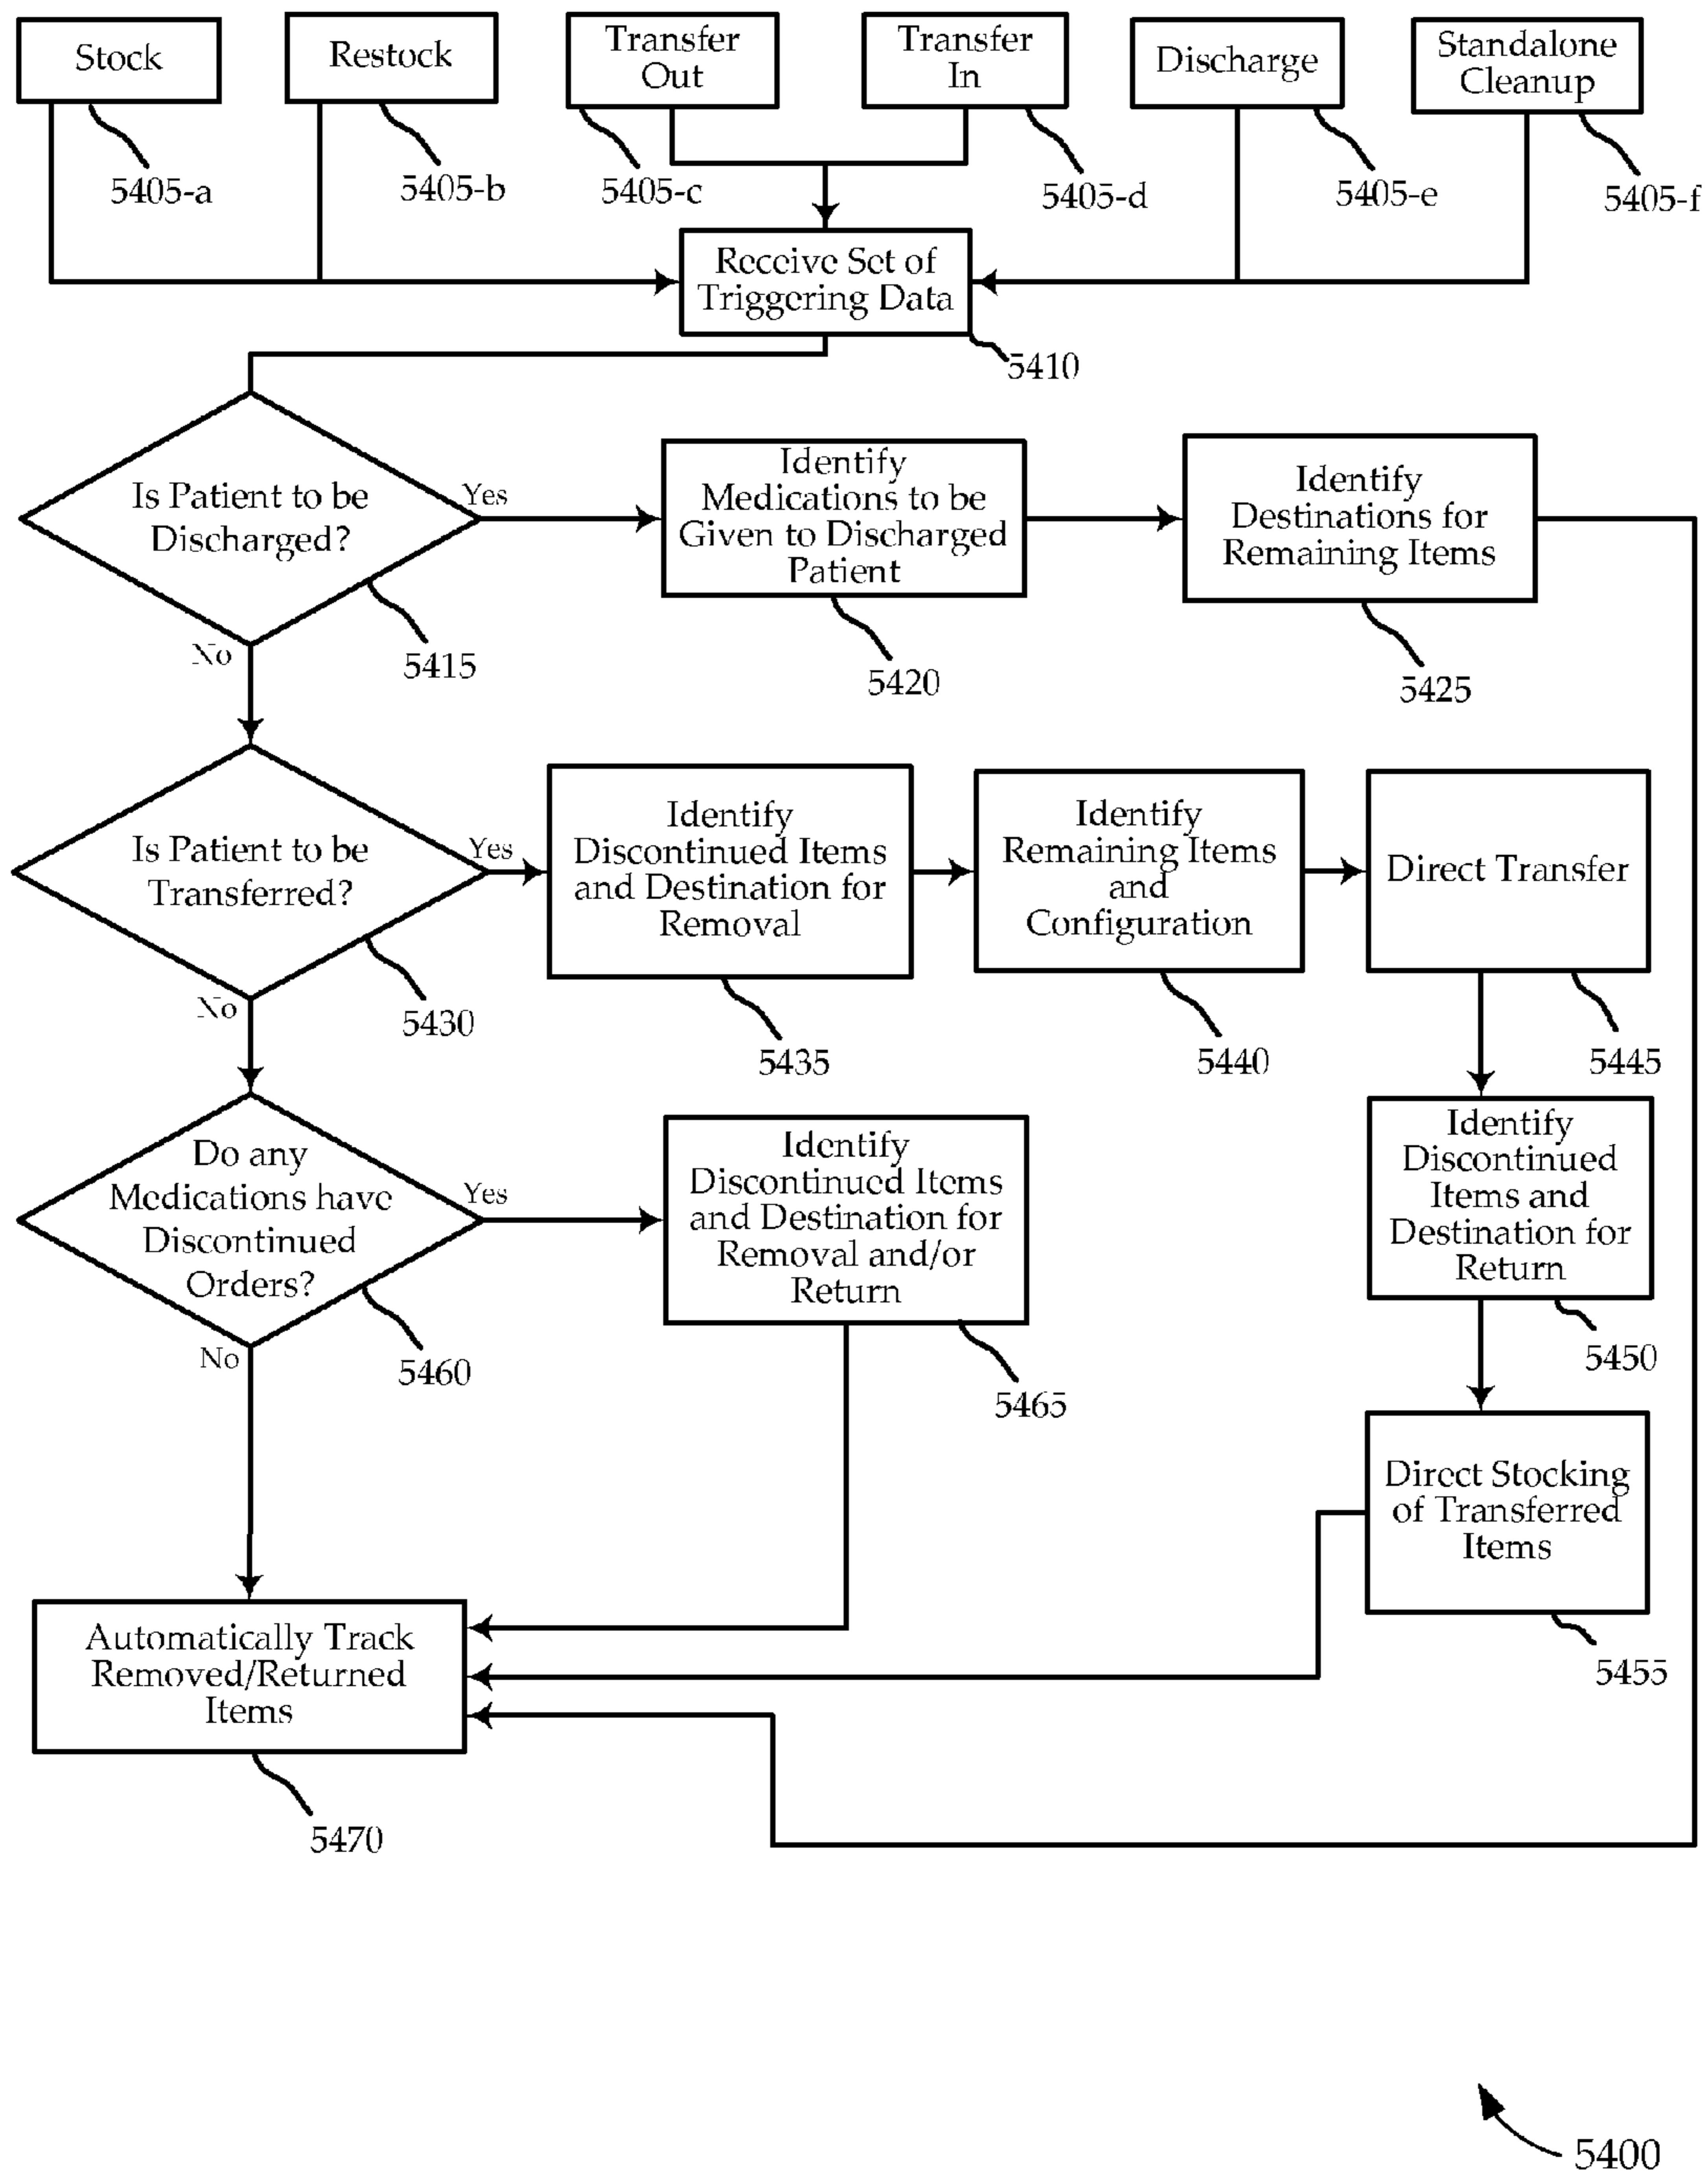 Stock
Restock
Transfer
Out
Transfer
In
Discharge
Standalone
Cleanup
5405-a
5405-b
5405-c
5405-d
5405-e
5405-f
Receive Set of
Triggering Data
5410
Is Patient to be
Discharged?
Yes
No
5415
Identify
Medications to be
Given to Discharged
Patient
5420
Identify
Destinations for
Remaining Items
5425
Is Patient to be
Transferred?
Yes
No
5430
Identify
Discontinued Items
and Destination for
Removal
5435
Identify
Remaining Items
and
Configuration
5440
Direct Transfer
5445
Do any
Medications have
Discontinued
Orders?
Yes
No
5460
Identify
Discontinued Items
and Destination for
Removal and/or
Return
5465
Identify
Discontinued
Items and
Destination for
Return
5450
Direct Stocking
of Transferred
Items
5455
Automatically Track
Removed/Returned
Items
5470
5400